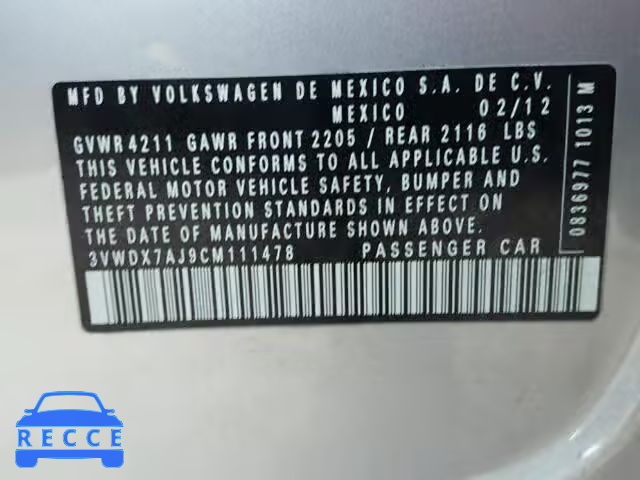 MFD BY VOLKSWAGEN DE MEXICO S.A. DE C.V.
MEXICO 02/12
GVWR 4211 GAWR FRONT 2205 / REAR 2116 LBS
THIS VEHICLE CONFORMS TO ALL APPLICABLE U.S.
FEDERAL MOTOR VEHICLE SAFETY, BUMPER AND
THEFT PREVENTION STANDARDS IN EFFECT ON
THE DATE OF MANUFACTURE SHOWN ABOVE.
3VWDX7AJ9CM111478 PASSENGER CAR
0836977 1013 M
RECCE